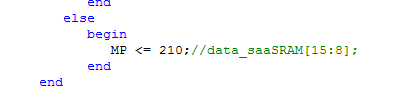 end
else
begin
MP <= 210;//data_saaSRAM[15:8];
end
end